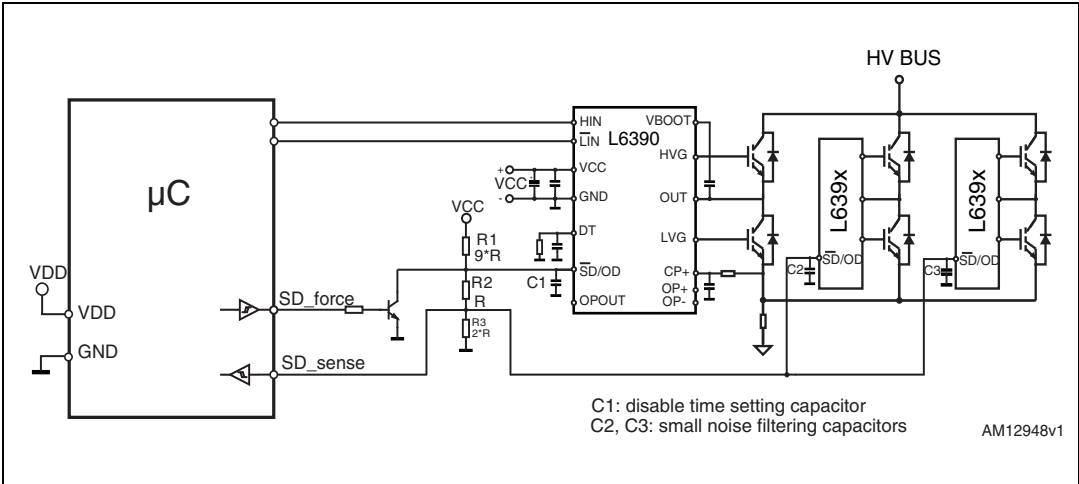 HV BUS
HIN
VBOOT
LIN
L6390
HVG
VCC
+
VCC
-
GND
OUT
µC
VCC
DT
LVG
R1
9*R
SD/OD
C1
CP+
R2
R
OPOUT
OP+
OP-
L639x
SD/OD
C2
L639x
SD/OD
C3
VDD
VDD
SD_force
R3
2*R
GND
SD_sense
C1: disable time setting capacitor
C2, C3: small noise filtering capacitors
AM12948v1